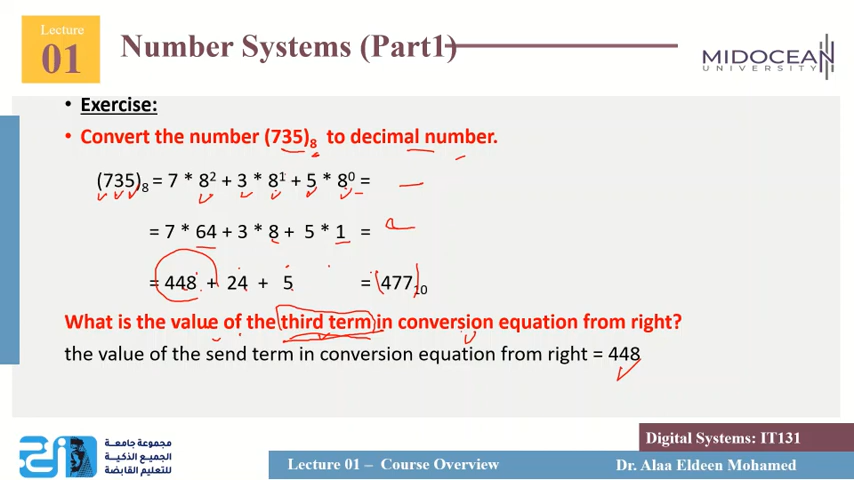 Lecture
01
Number Systems (Part1)
MIDOCEAN
UNIVERSITY
• Exercise:
• Convert the number (735)₈ to decimal number.
(735)₈ = 7 * 8² + 3 * 8¹ + 5 * 8⁰ =
= 7 * 64 + 3 * 8 + 5 * 1 =
= 448 + 24 + 5 = (477)₁₀
What is the value of the third term in conversion equation from right?
the value of the send term in conversion equation from right = 448
مجموعة جامعة
الجميع الذكية
للتعليم القابضة
Digital Systems: IT131
Lecture 01 – Course Overview
Dr. Alaa Eldeen Mohamed